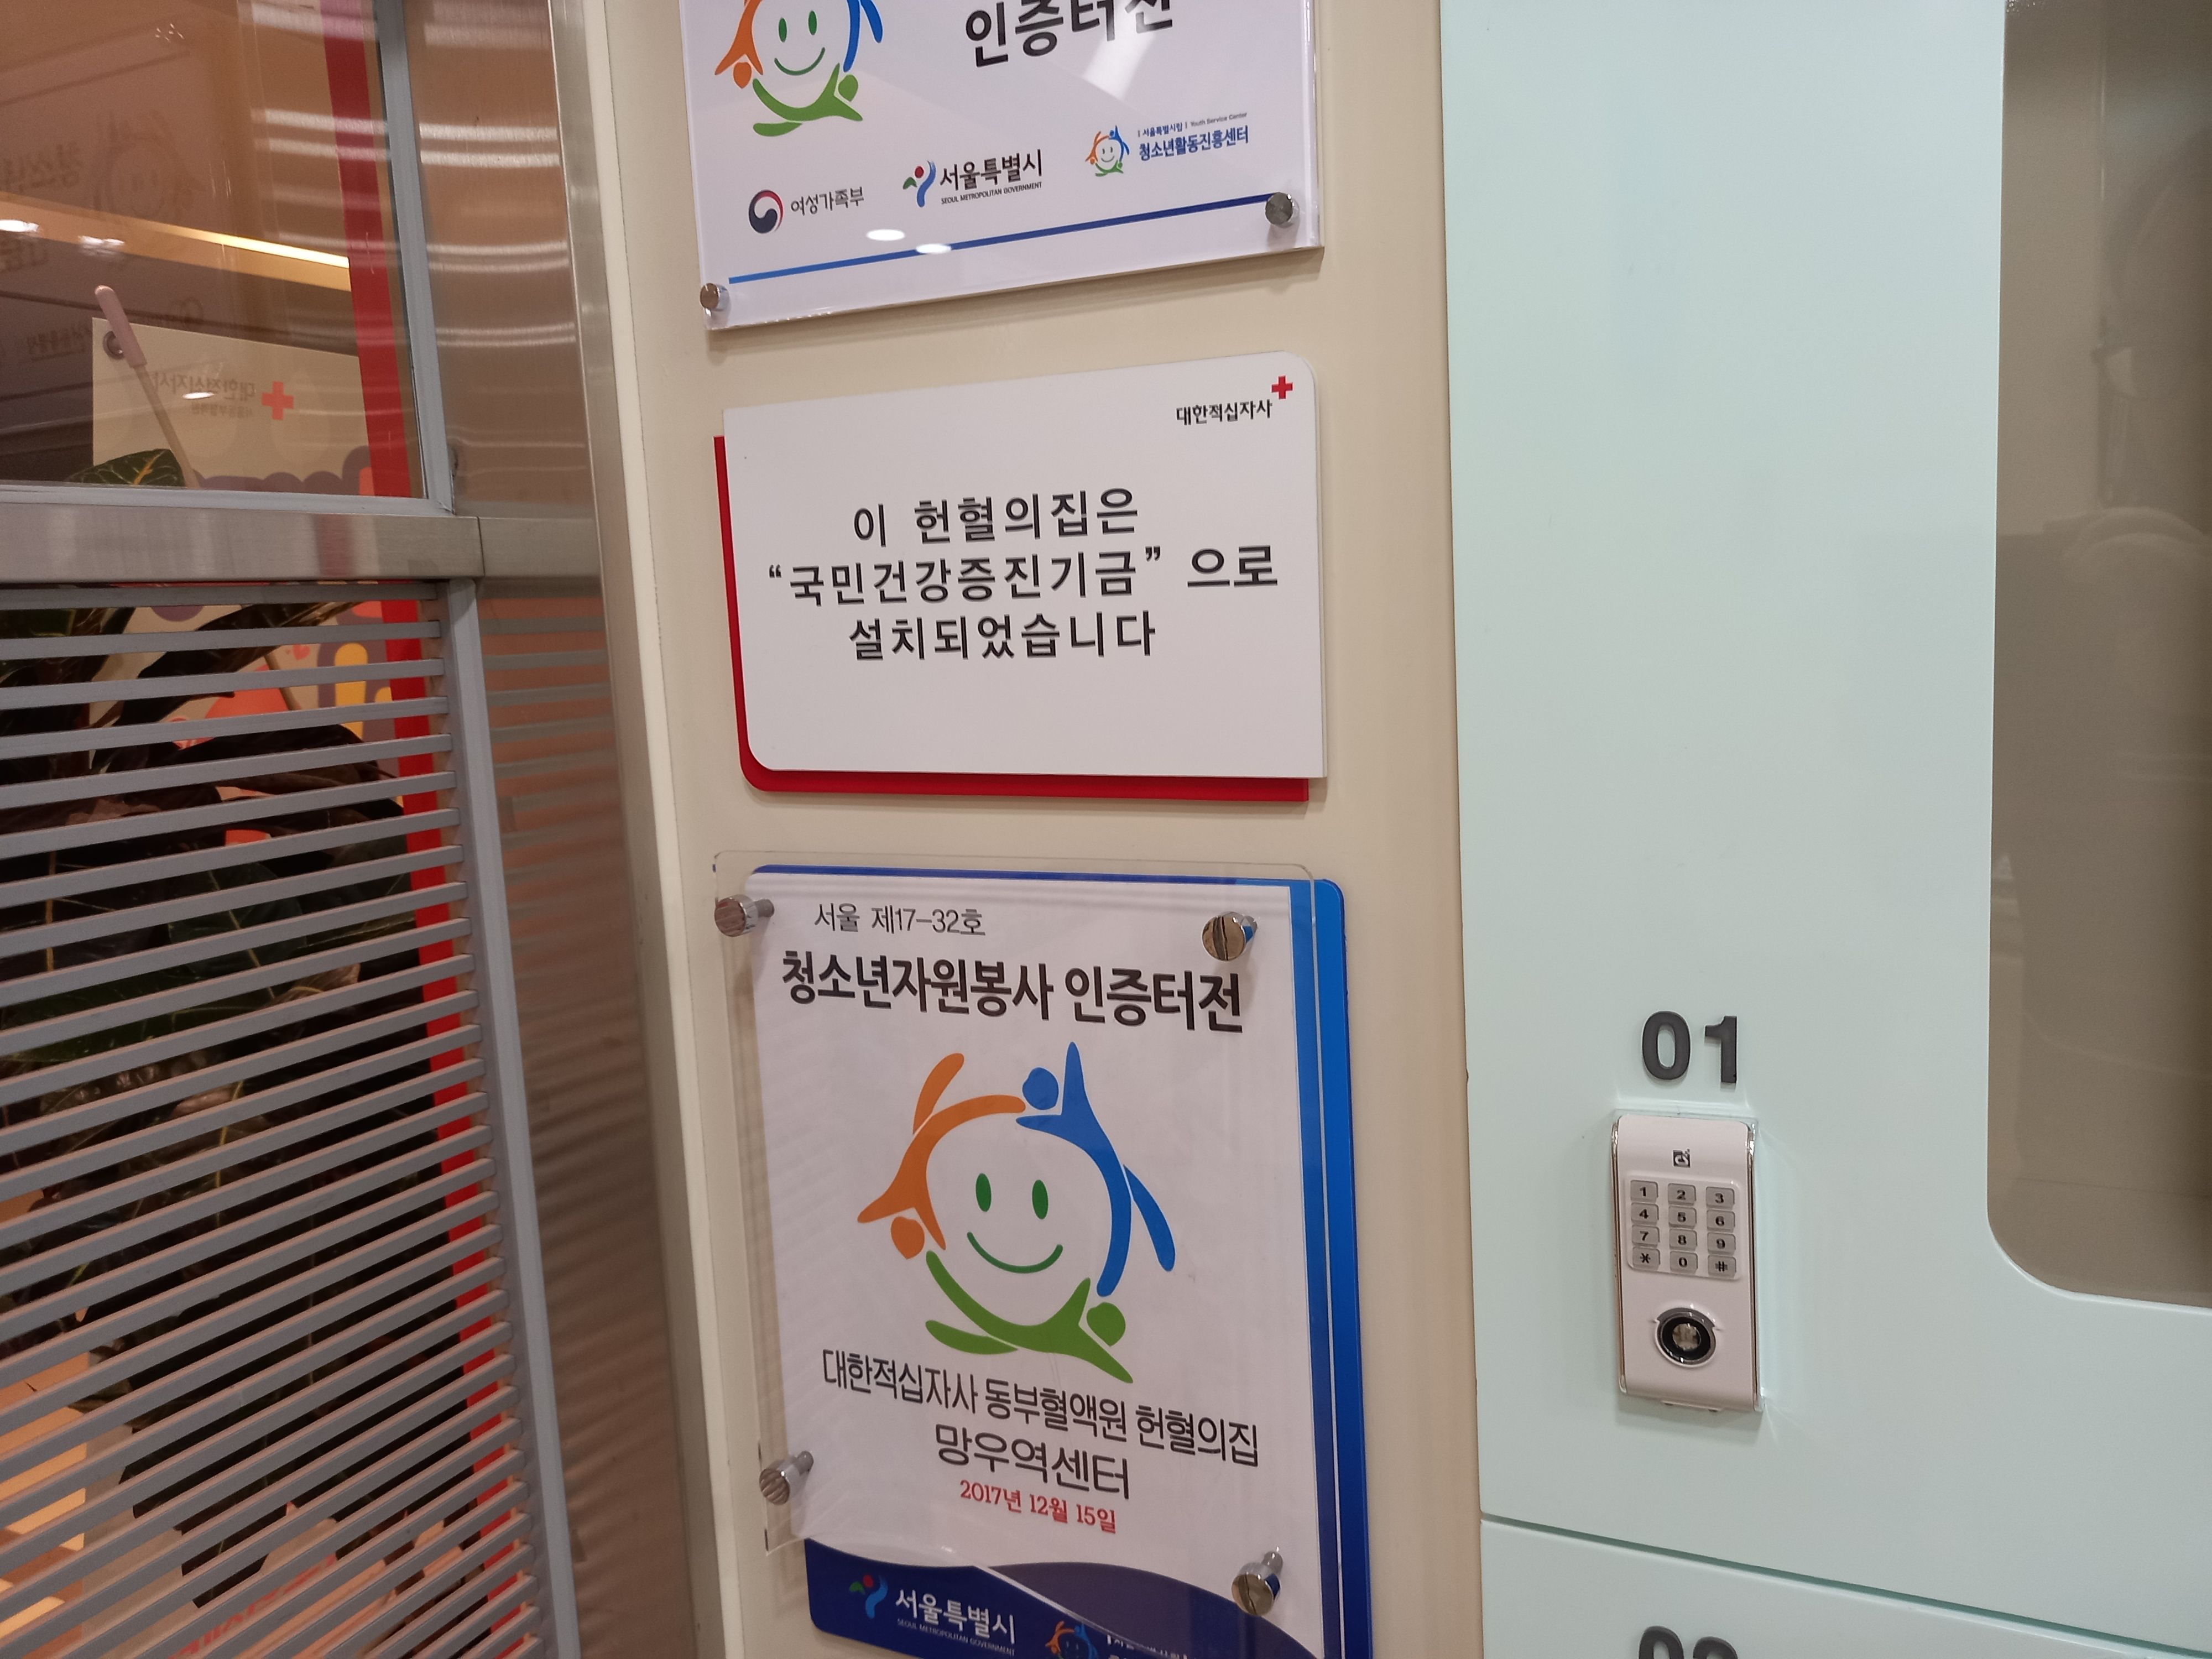 인증터전
여성가족부
서울특별시
SEOUL METROPOLITAN GOVERNMENT
서울특별시립 | Youth Service Center
청소년활동진흥센터
대한적십자사
이 헌혈의집은
“국민건강증진기금” 으로
설치되었습니다
서울 제17-32호
청소년자원봉사 인증터전
대한적십자사 동부혈액원 헌혈의집
망우역센터
2017년 12월 15일
서울특별시
SEOUL METROPOLITAN GOVERNMENT
01
1 2 3
4 5 6
7 8 9
* 0 #
02